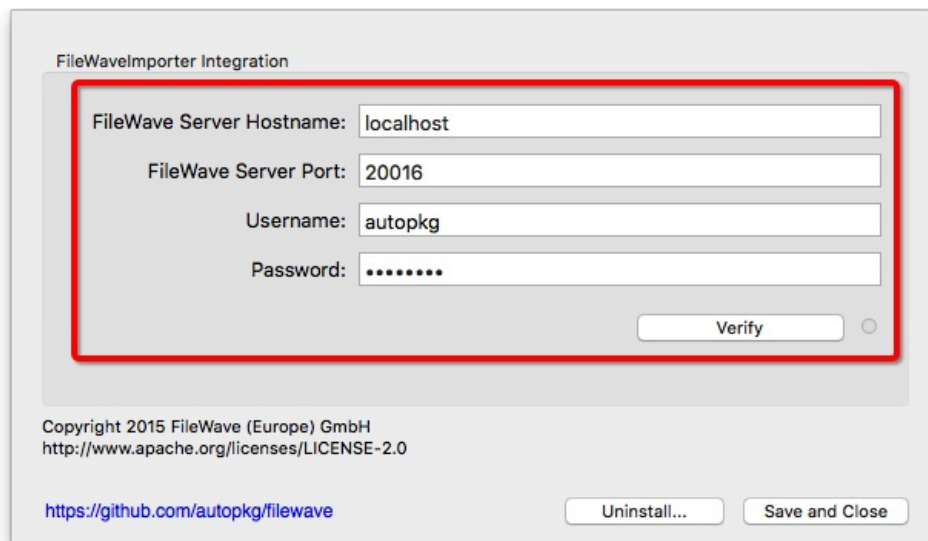 FileWaveImporter Integration
FileWave Server Hostname: localhost
FileWave Server Port: 20016
Username: autopkg
Password: ••••••••
Verify
Copyright 2015 FileWave (Europe) GmbH
http://www.apache.org/licenses/LICENSE-2.0
https://github.com/autopkg/filewave Uninstall... Save and Close